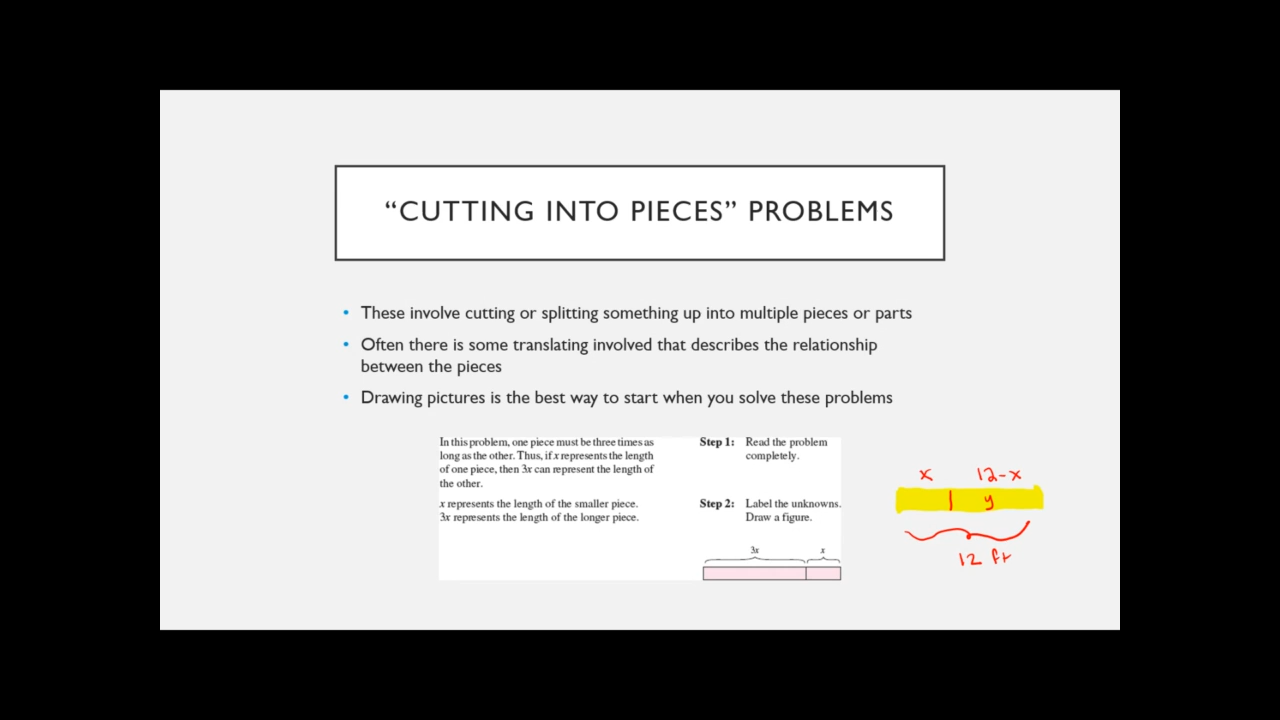 “CUTTING INTO PIECES” PROBLEMS
• These involve cutting or splitting something up into multiple pieces or parts
• Often there is some translating involved that describes the relationship
between the pieces
• Drawing pictures is the best way to start when you solve these problems
In this problem, one piece must be three times as
long as the other. Thus, if x represents the length
of one piece, then 3x can represent the length of
the other.
x represents the length of the smaller piece.
3x represents the length of the longer piece.
Step 1: Read the problem
completely.
Step 2: Label the unknowns.
Draw a figure.
3x x
x 12-x
y
12 ft